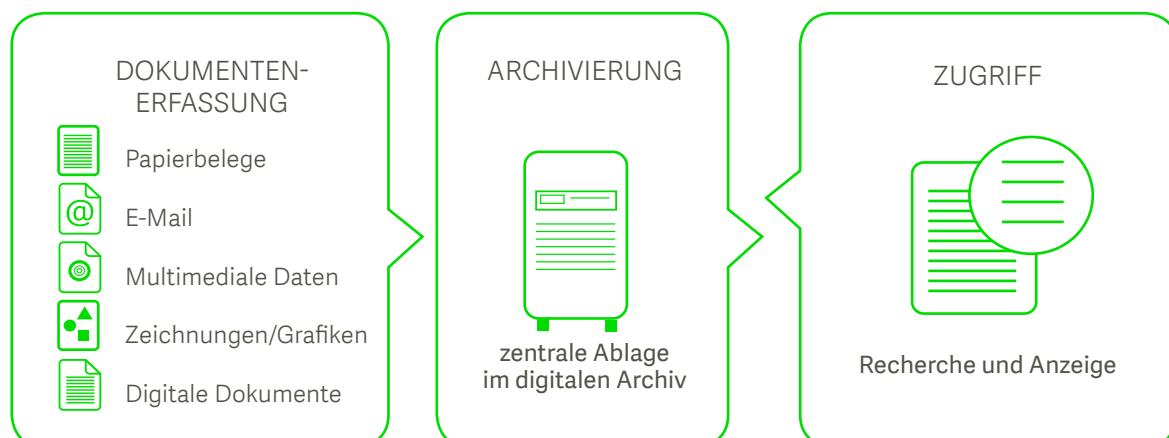 DOKUMENTEN-
ERFASSUNG
Papierbelege
@
E-Mail
Multimediale Daten
Zeichnungen/Grafiken
Digitale Dokumente
ARCHIVIERUNG
zentrale Ablage
im digitalen Archiv
ZUGRIFF
Recherche und Anzeige